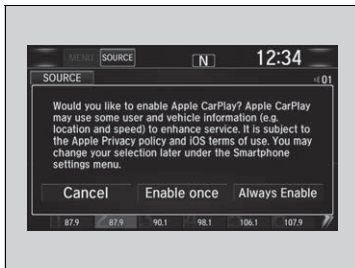 MENU SOURCE N 12:34
SOURCE 01
Would you like to enable Apple CarPlay? Apple CarPlay
may use some user and vehicle information (e.g.
location and speed) to enhance service. It is subject to
the Apple Privacy policy and iOS terms of use. You may
change your selection later under the Smartphone
settings menu.
Cancel Enable once Always Enable
87.9 87.9 90.1 98.1 106.1 107.9